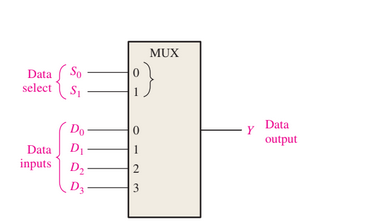 MUX
Data
select
S0
0
S1
1
Data
inputs
D0
0
D1
1
D2
2
D3
3
Y
Data
output